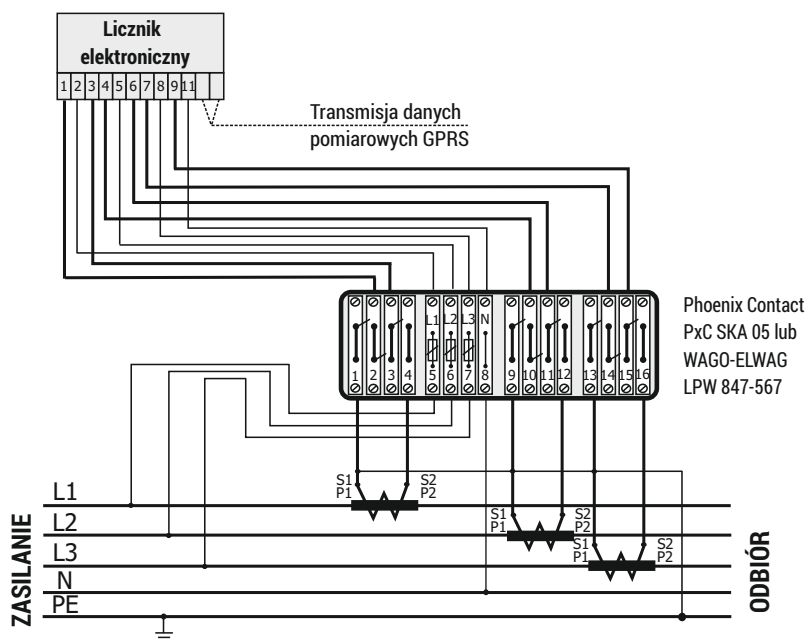 Licznik
elektroniczny
1 2 3 4 5 6 7 8 9 11
Transmisja danych
pomiarowych GPRS
L1 L2 L3 N
1 2 3 4 5 6 7 8 9 10 11 12 13 14 15 16
Phoenix Contact
PxC SKA 05 lub
WAGO-ELWAG
LPW 847-567
S1 S2
P1 P2
S1 S2
P1 P2
S1 S2
P1 P2
ZASILANIE
L1
L2
L3
N
PE
ODBIÓR